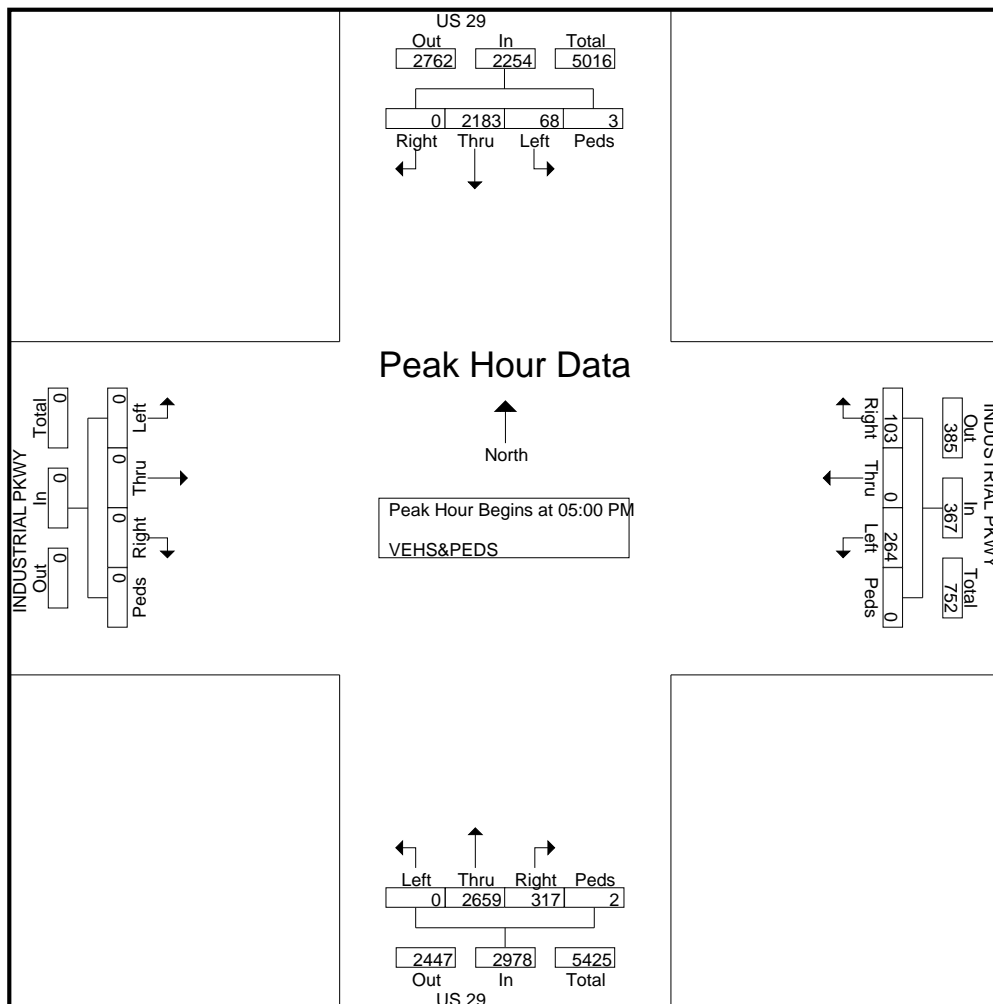 US 29
Out In Total
2762 2254 5016
0 2183 68 3
Right Thru Left Peds
Peak Hour Data
North
Peak Hour Begins at 05:00 PM
VEHS&PEDS
INDUSTRIAL PKWY
Total In Out
0 0 0
0 0 0 0
Left Thru Right Peds
INDUSTRIAL PKWY
Out In Total
385 367 752
103 0 264 0
Right Thru Left Peds
Left Thru Right Peds
0 2659 317 2
2447 2978 5425
Out In Total
US 29